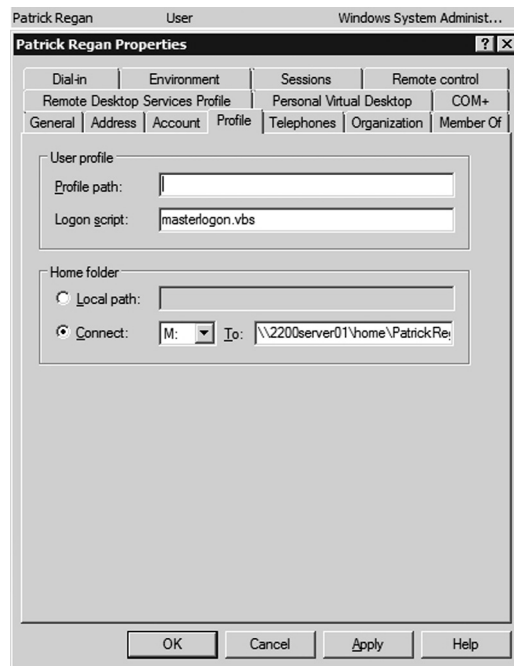 Patrick Regan User Windows System Administ...
Patrick Regan Properties
Dial-in Environment Sessions Remote control
Remote Desktop Services Profile Personal Virtual Desktop COM+
General Address Account Profile Telephones Organization Member Of
User profile
Profile path:
Logon script: masterlogon.vbs
Home folder
Local path:
Connect: M: To: \\2200server01\home\PatrickReg
OK Cancel Apply Help